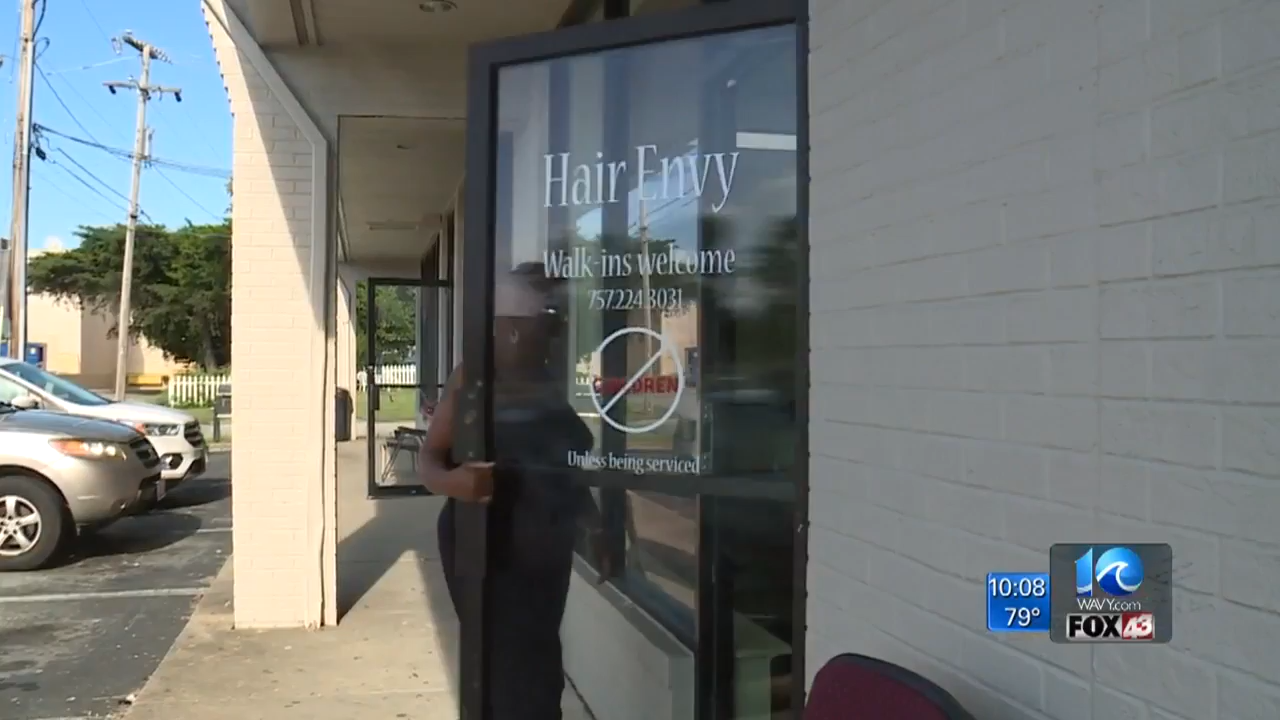 Hair Envy
Walk-ins welcome
757.224.3031
CHILDREN
Unless being serviced
10:08
79°
10
WAVY.com
FOX 43